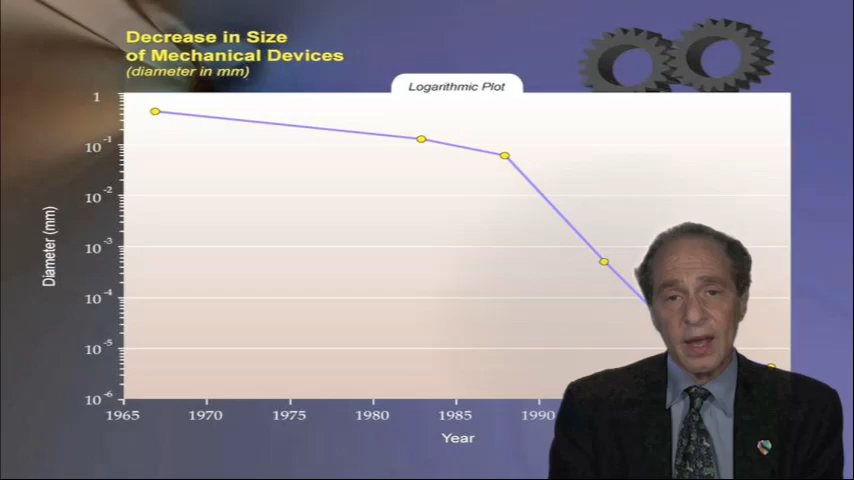 Decrease in Size
of Mechanical Devices
(diameter in mm)
Logarithmic Plot
1
10-1
10-2
10-3
10-4
10-5
10-6
Diameter (mm)
1965 1970 1975 1980 1985 1990
Year